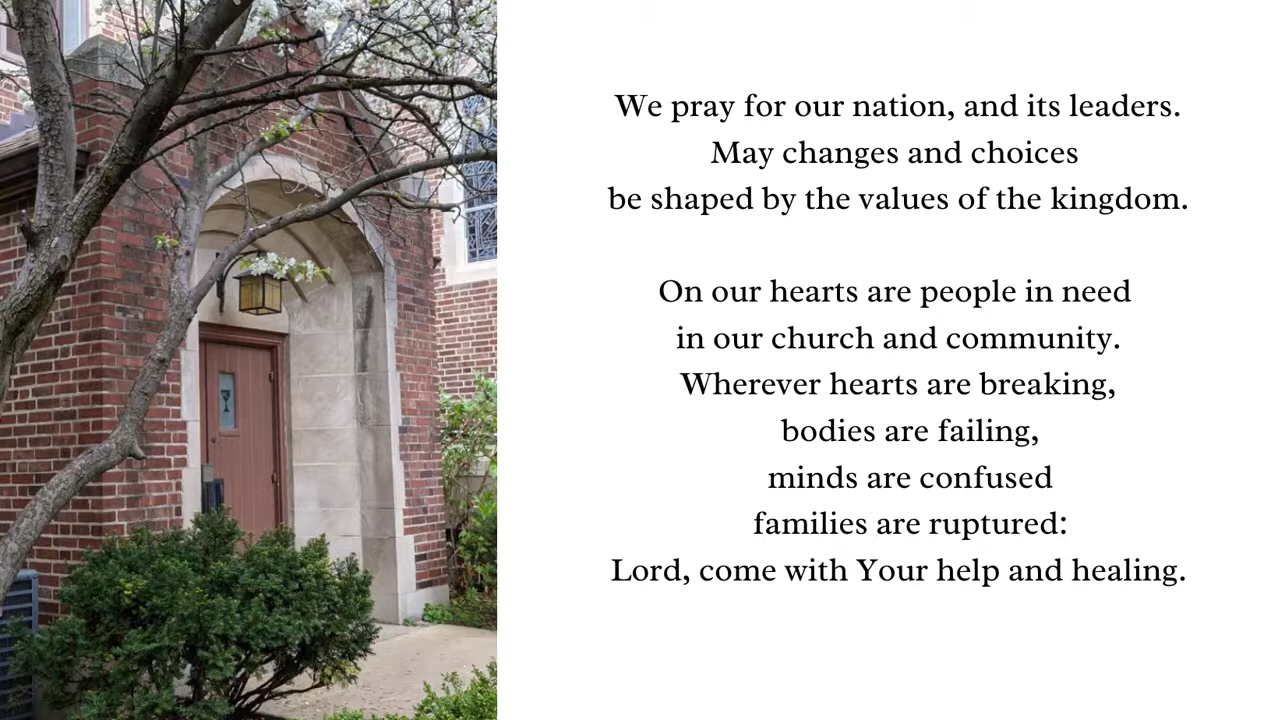 We pray for our nation, and its leaders.
May changes and choices
be shaped by the values of the kingdom.
On our hearts are people in need
in our church and community.
Wherever hearts are breaking,
bodies are failing,
minds are confused
families are ruptured:
Lord, come with Your help and healing.